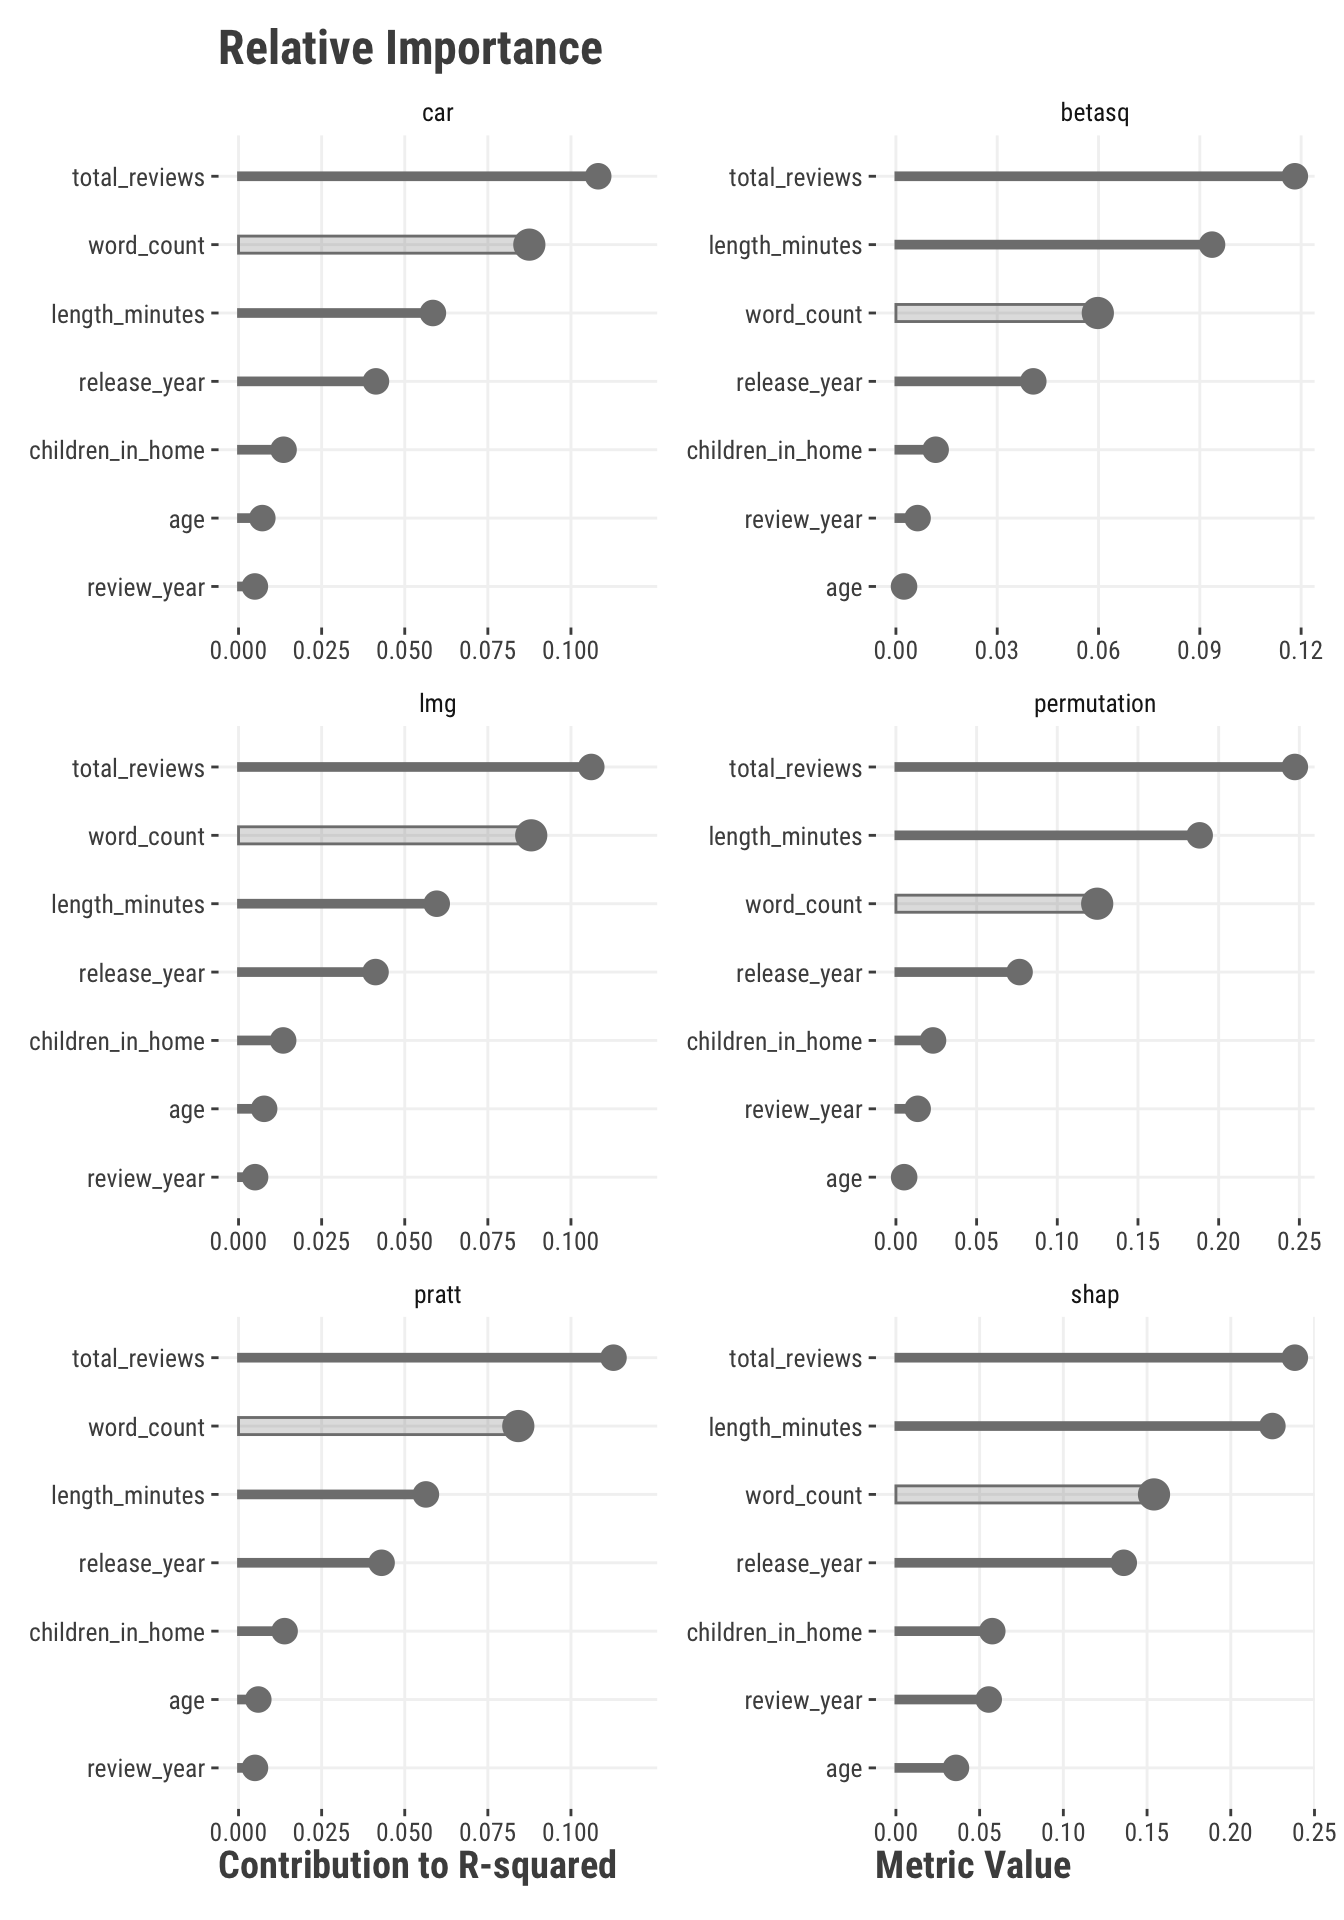 Relative Importance
car
total_reviews
word_count
length_minutes
release_year
children_in_home
age
review_year
0.000 0.025 0.050 0.075 0.100
betasq
total_reviews
length_minutes
word_count
release_year
children_in_home
review_year
age
0.00 0.03 0.06 0.09 0.12
lmg
total_reviews
word_count
length_minutes
release_year
children_in_home
age
review_year
0.000 0.025 0.050 0.075 0.100
permutation
total_reviews
length_minutes
word_count
release_year
children_in_home
review_year
age
0.00 0.05 0.10 0.15 0.20 0.25
pratt
total_reviews
word_count
length_minutes
release_year
children_in_home
age
review_year
0.000 0.025 0.050 0.075 0.100
Contribution to R-squared
shap
total_reviews
length_minutes
word_count
release_year
children_in_home
review_year
age
0.00 0.05 0.10 0.15 0.20 0.25
Metric Value